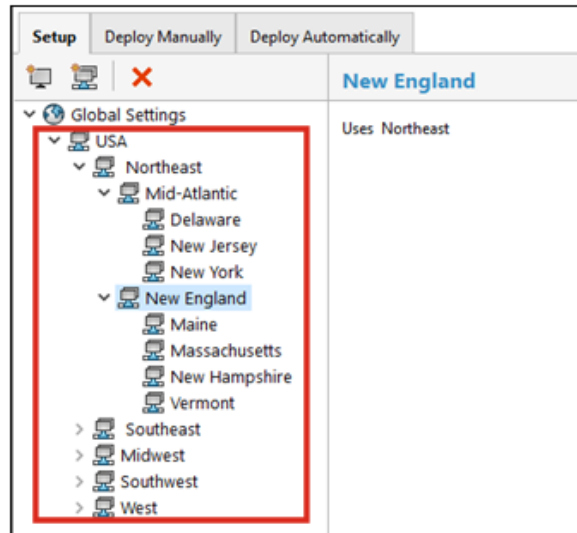 Setup Deploy Manually Deploy Automatically
New England
Uses Northeast
Global Settings
USA
Northeast
Mid-Atlantic
Delaware
New Jersey
New York
New England
Maine
Massachusetts
New Hampshire
Vermont
Southeast
Midwest
Southwest
West